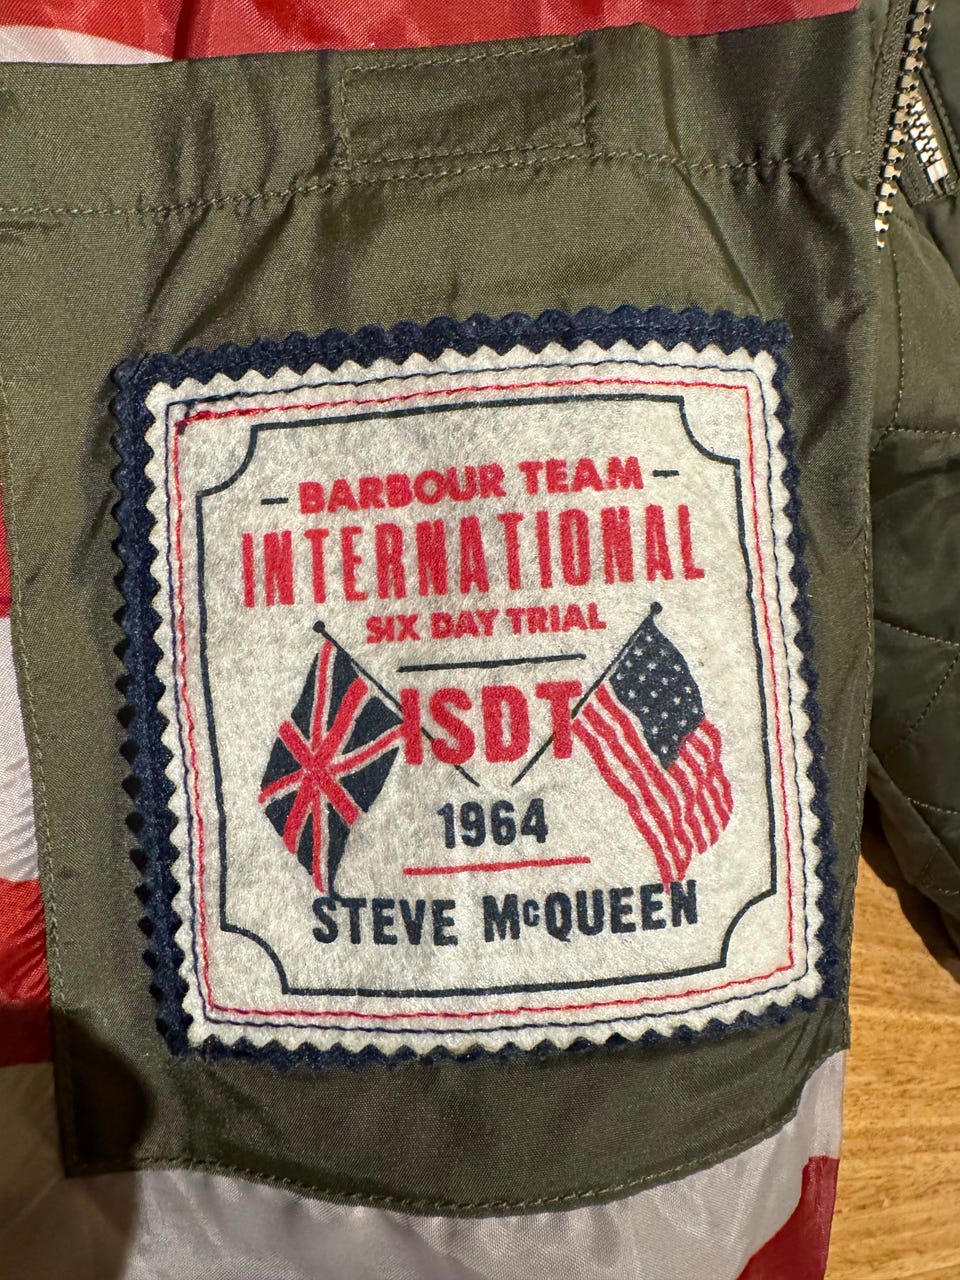 - BARBOUR TEAM -
INTERNATIONAL
SIX DAY TRIAL
ISDT
1964
STEVE McQUEEN